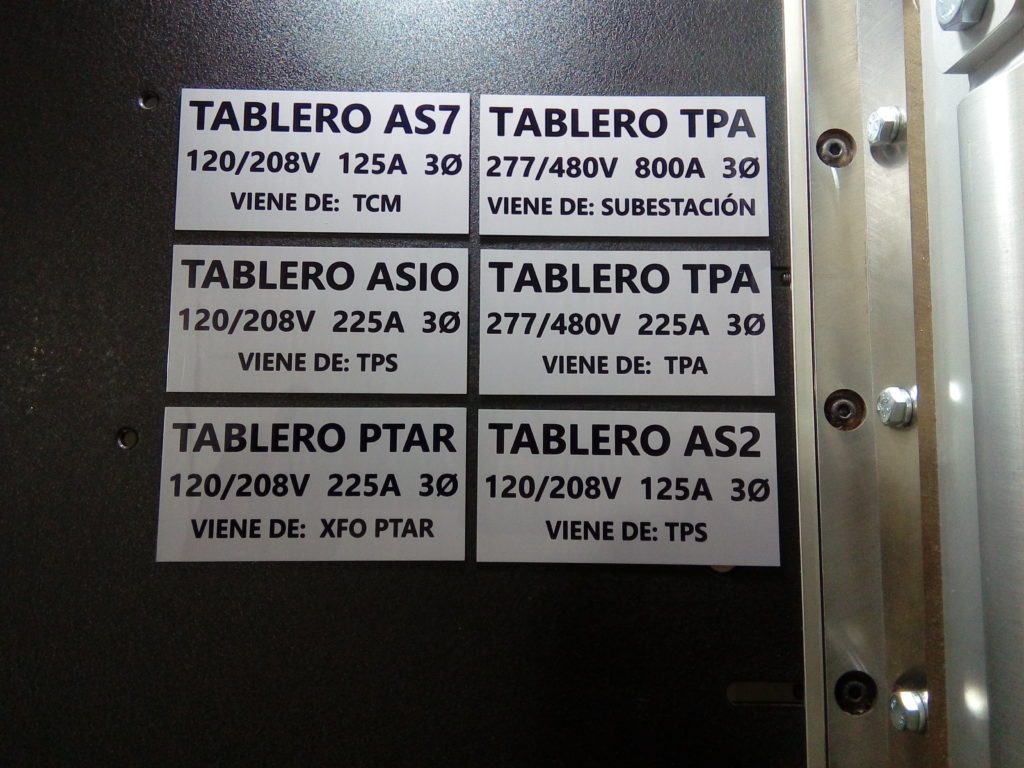 TABLERO AS7
120/208V 125A 3Ø
VIENE DE: TCM
TABLERO TPA
277/480V 800A 3Ø
VIENE DE: SUBESTACIÓN
TABLERO ASIO
120/208V 225A 3Ø
VIENE DE: TPS
TABLERO TPA
277/480V 225A 3Ø
VIENE DE: TPA
TABLERO PTAR
120/208V 225A 3Ø
VIENE DE: XFO PTAR
TABLERO AS2
120/208V 125A 3Ø
VIENE DE: TPS